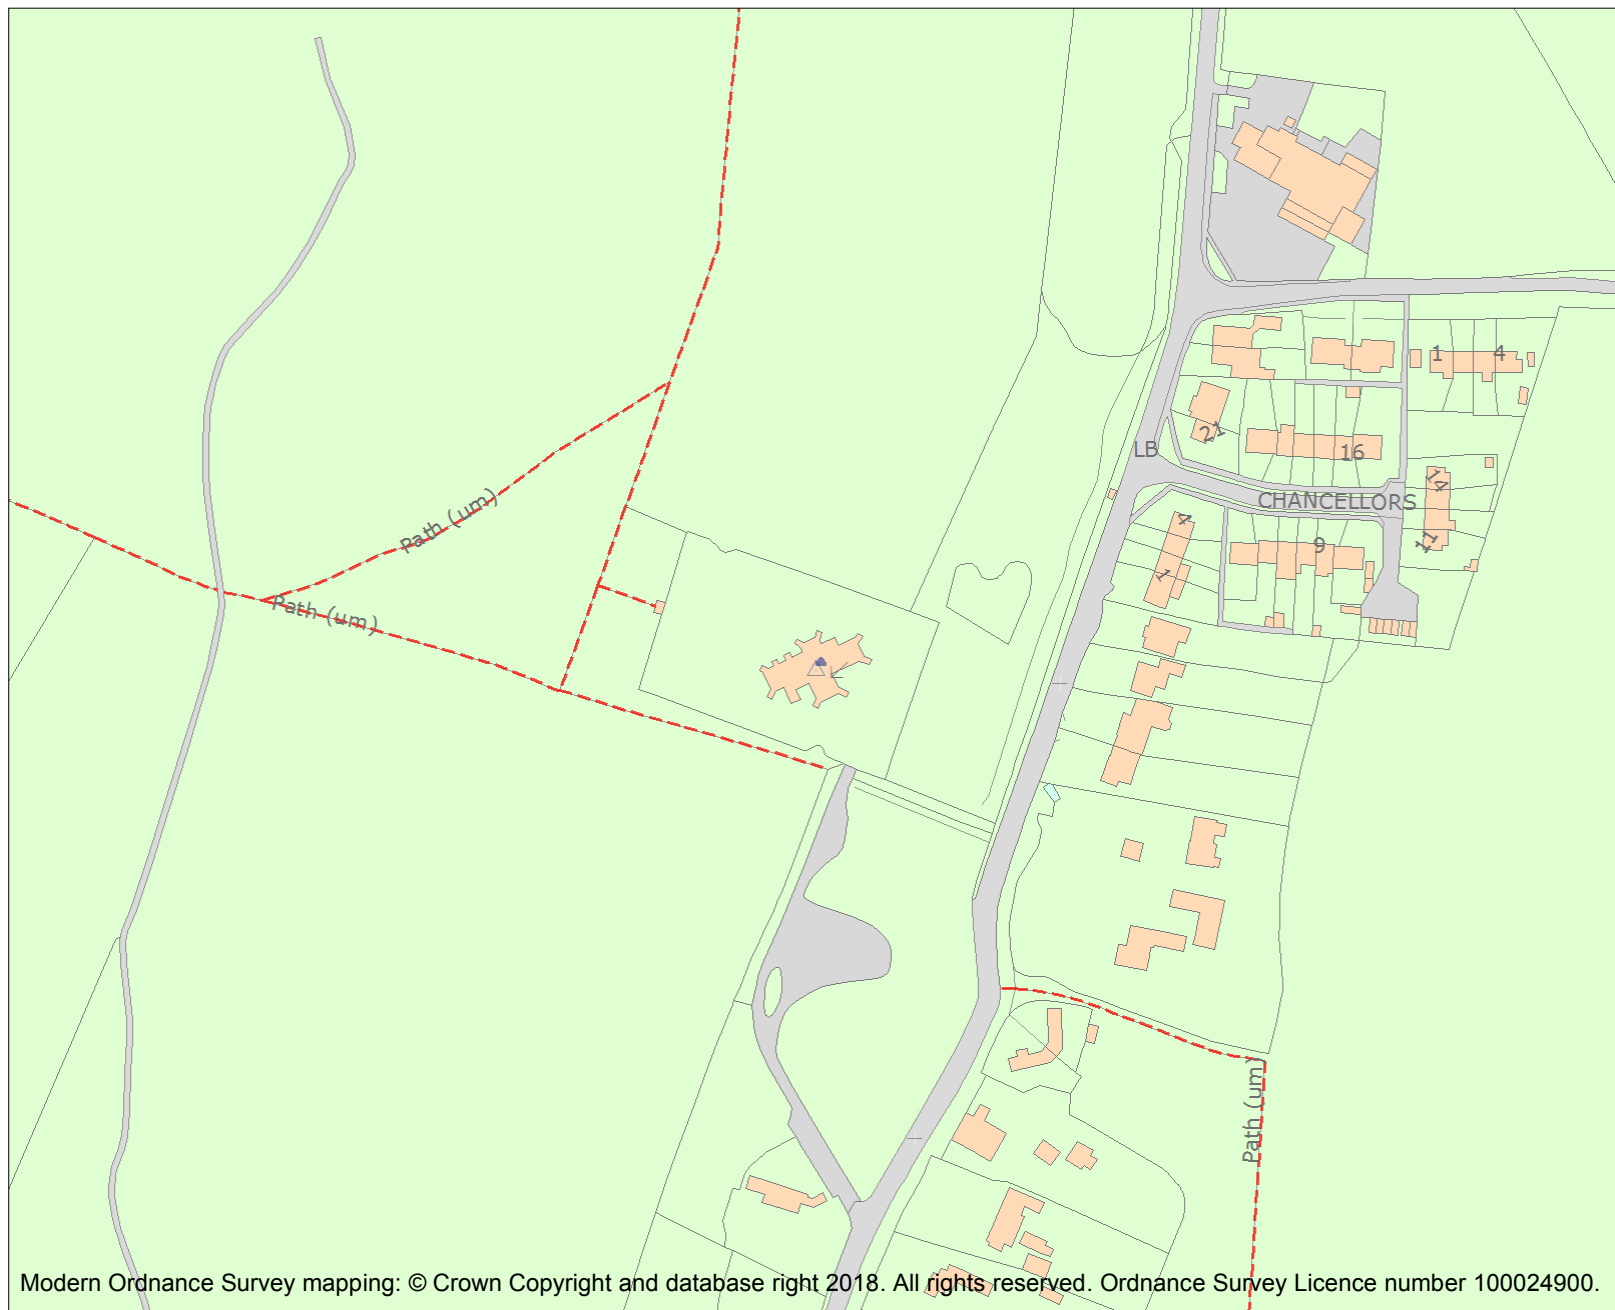 1
4
21
LB
16
14
CHANCELLORS
Path (um)
4
9
11
1
Path (um)
Path (um)
Modern Ordnance Survey mapping: © Crown Copyright and database right 2018. All rights reserved. Ordnance Survey Licence number 100024900.